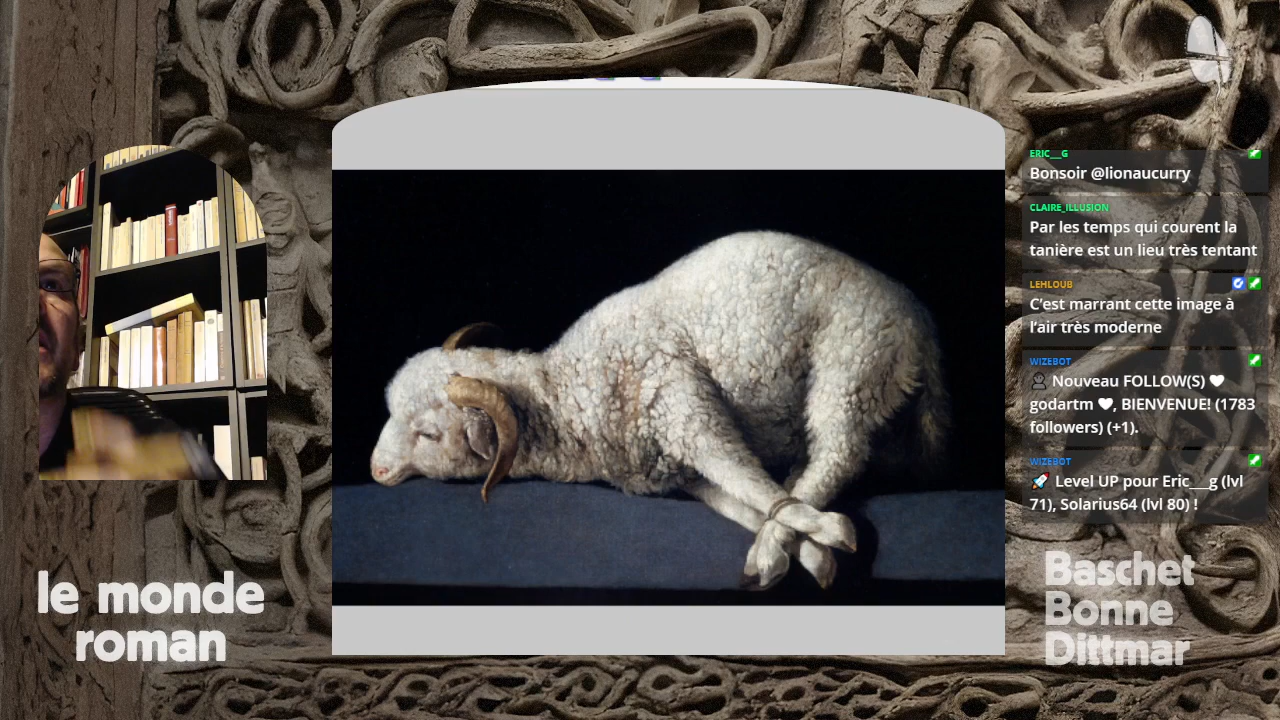 ERIC__G
Bonsoir @lionaucurry
CLAIRE_ILLUSION
Par les temps qui courent la
tanière est un lieu très tentant
LEHLOUB
C'est marrant cette image à
l'air très moderne
WIZEBOT
Nouveau FOLLOW(S)
godartm , BIENVENUE! (1783
followers) (+1).
WIZEBOT
Level UP pour Eric__g (lvl
71), Solarius64 (lvl 80) !
le monde
roman
Baschet
Bonne
Dittmar